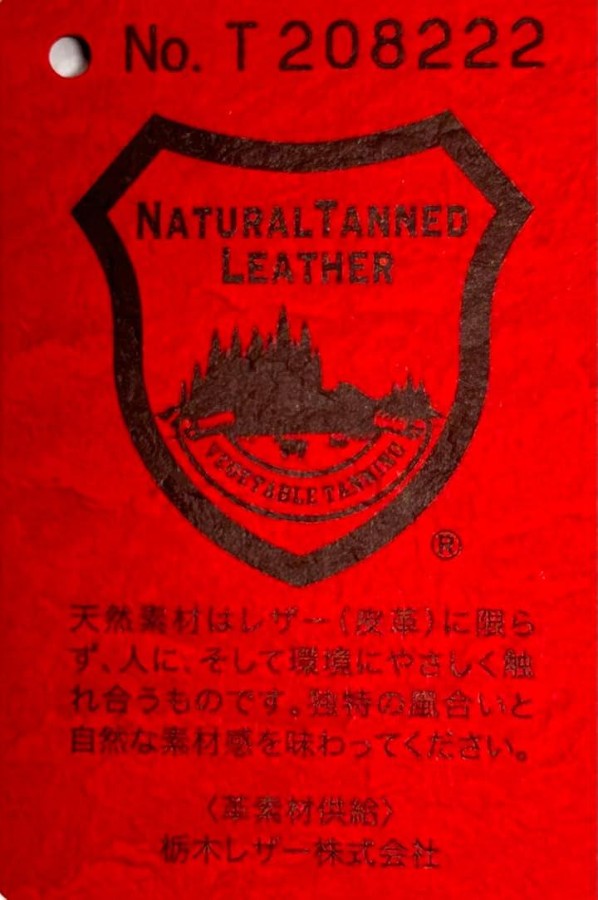 No. T 208222
NATURAL TANNED
LEATHER
VEGETABLE TANNING
®
天然素材はレザー(皮革)に限ら
ず、人に、そして環境にやさしく触
れ合うものです。独特の風合いと
自然な素材感を味わってください。
〈革素材供給〉
栃木レザー株式会社